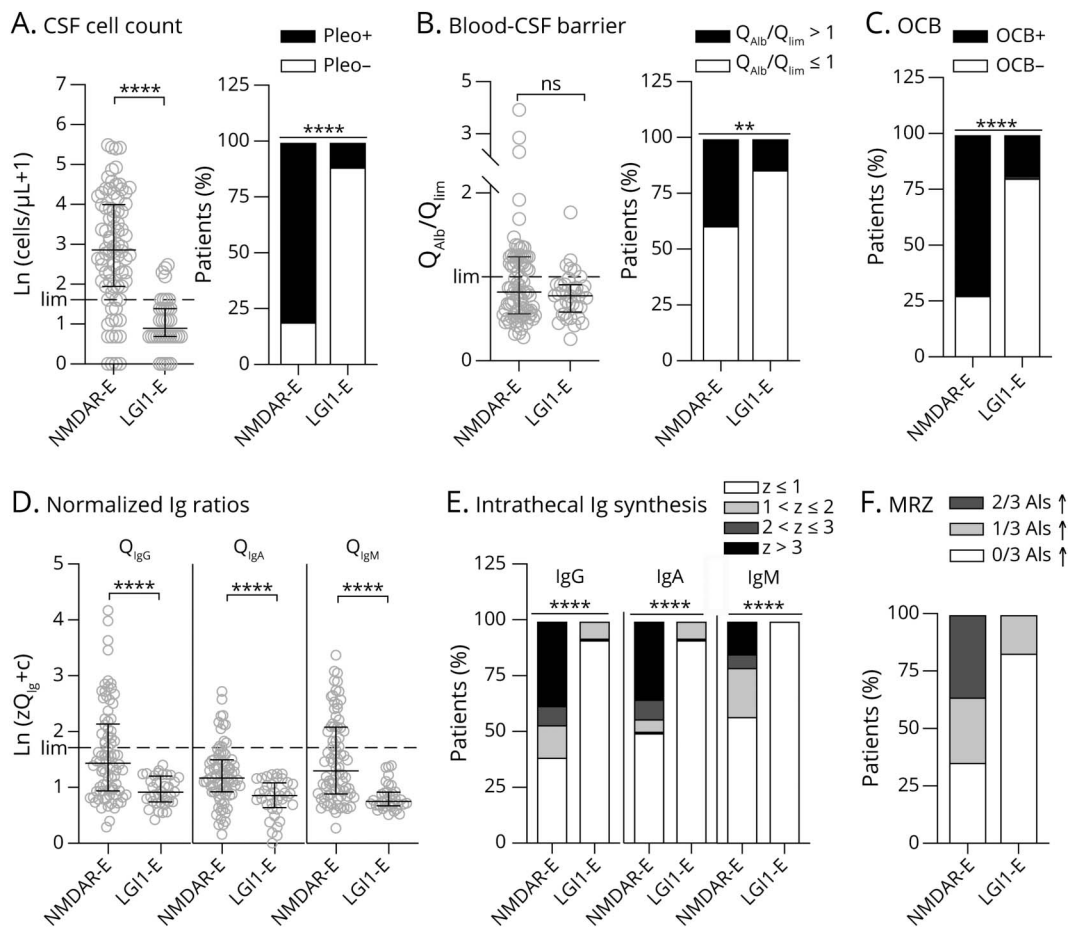 A. CSF cell count
Pleo+
Pleo–
Ln (cells/μL+1)
7
6
5
4
3
2
lim
1
0
****
NMDAR-E
LGI1-E
Patients (%)
125
100
75
50
25
0
****
NMDAR-E
LGI1-E
B. Blood-CSF barrier
QAlb/Qlim > 1
QAlb/Qlim ≤ 1
QAlb/Qlim
5
3
2
lim
0
ns
NMDAR-E
LGI1-E
Patients (%)
125
100
75
50
25
0
**
NMDAR-E
LGI1-E
C. OCB
OCB+
OCB–
125
100
75
50
25
0
****
NMDAR-E
LGI1-E
D. Normalized Ig ratios
QIgG
QIgA
QIgM
Ln (zQIg+c)
5
4
3
2
lim
1
0
****
****
****
NMDAR-E
LGI1-E
NMDAR-E
LGI1-E
NMDAR-E
LGI1-E
E. Intrathecal Ig synthesis
z ≤ 1
1 < z ≤ 2
2 < z ≤ 3
z > 3
Patients (%)
125
100
75
50
25
0
IgG
IgA
IgM
****
****
****
NMDAR-E
LGI1-E
NMDAR-E
LGI1-E
NMDAR-E
LGI1-E
F. MRZ
2/3 AIs ↑
1/3 AIs ↑
0/3 AIs ↑
Patients (%)
100
75
50
25
0
NMDAR-E
LGI1-E